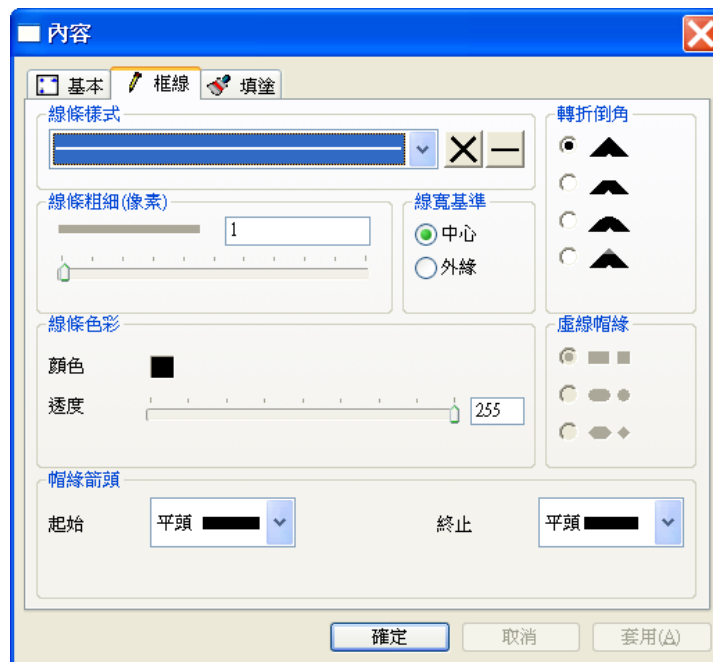 內容
基本 框線 填塗
線條樣式
轉折倒角
線條粗細(像素)
1
線寬基準
中心
外緣
線條色彩
顏色
透度
255
虛線帽緣
帽緣箭頭
起始
平頭
終止
平頭
確定 取消 套用(A)